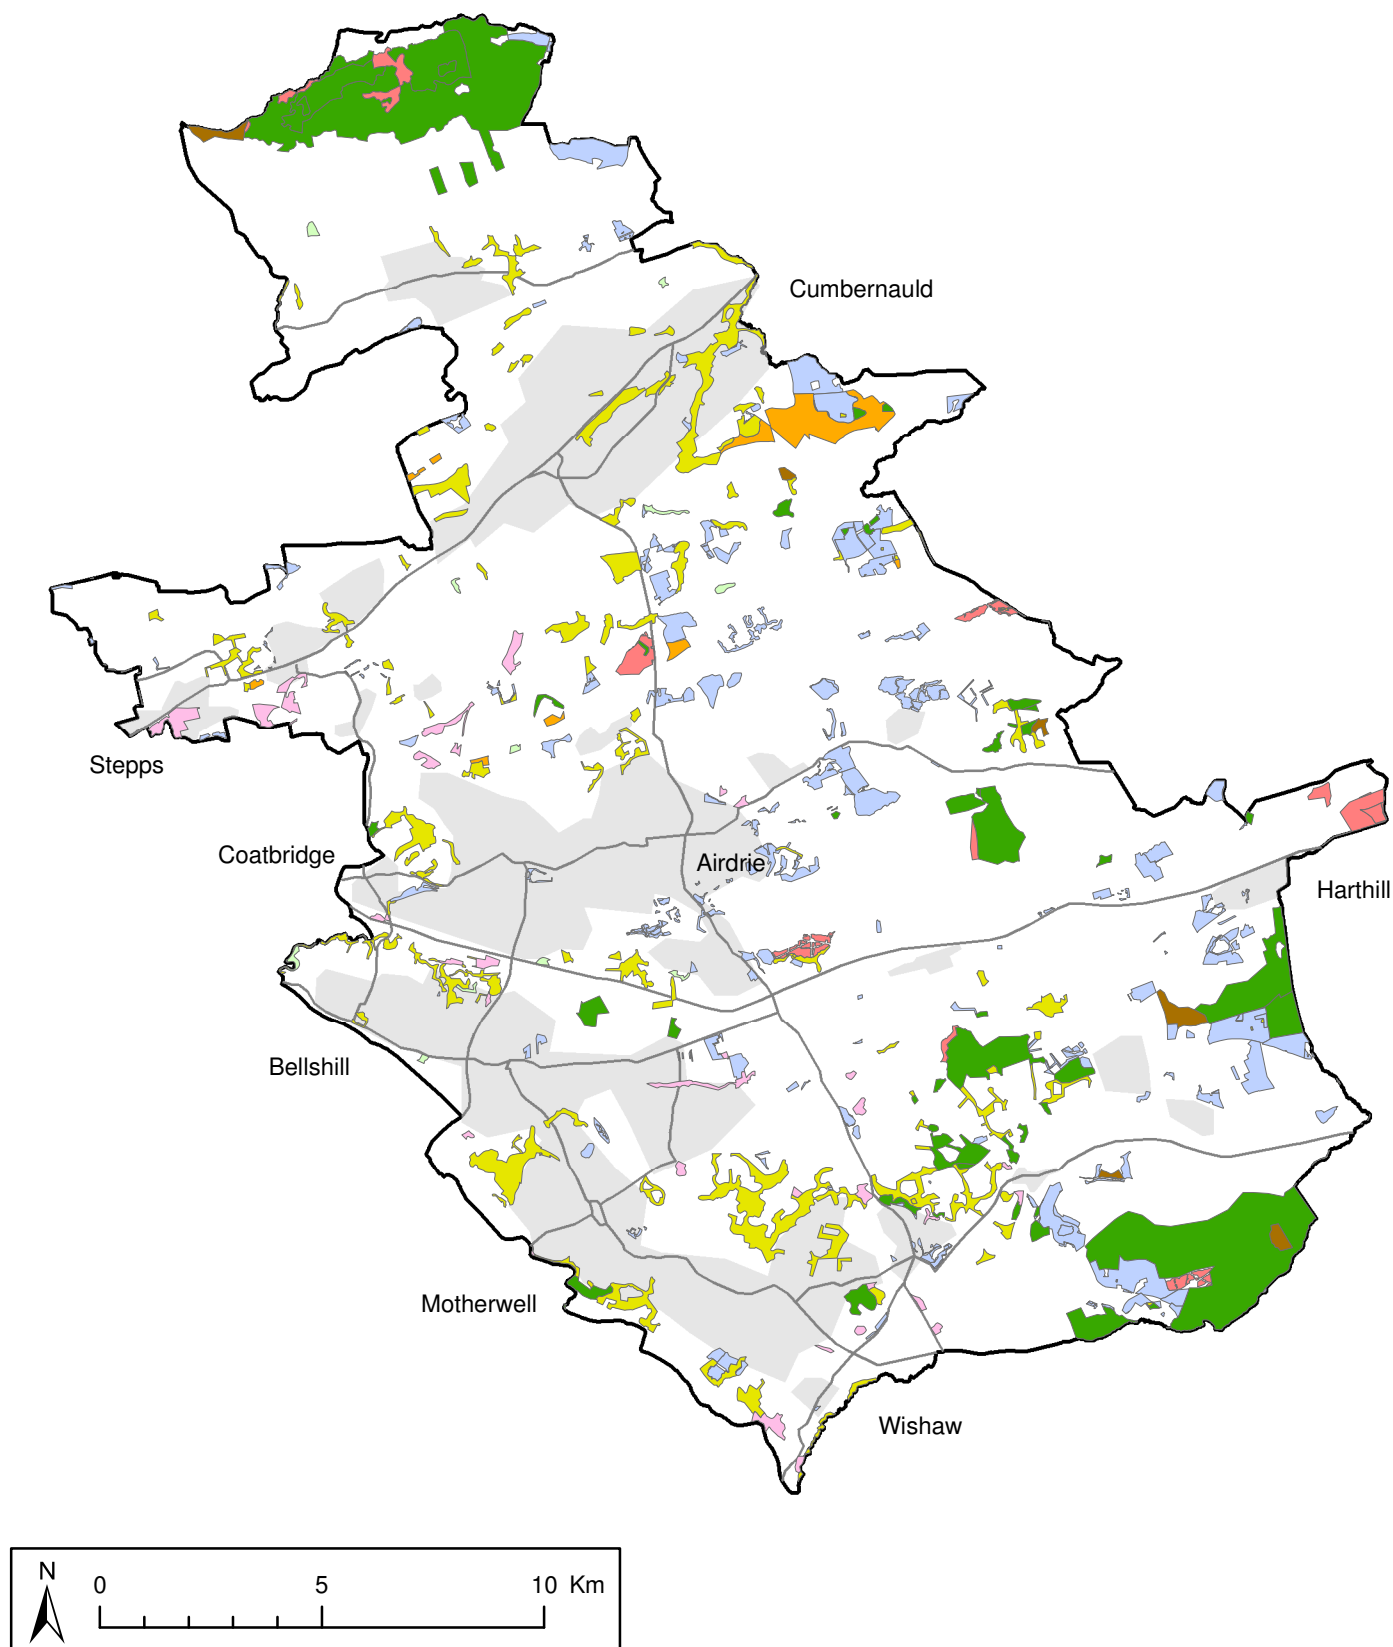 Cumbernauld
Stepps
Coatbridge
Airdrie
Harthill
Bellshill
Motherwell
Wishaw
N
0 5 10 Km